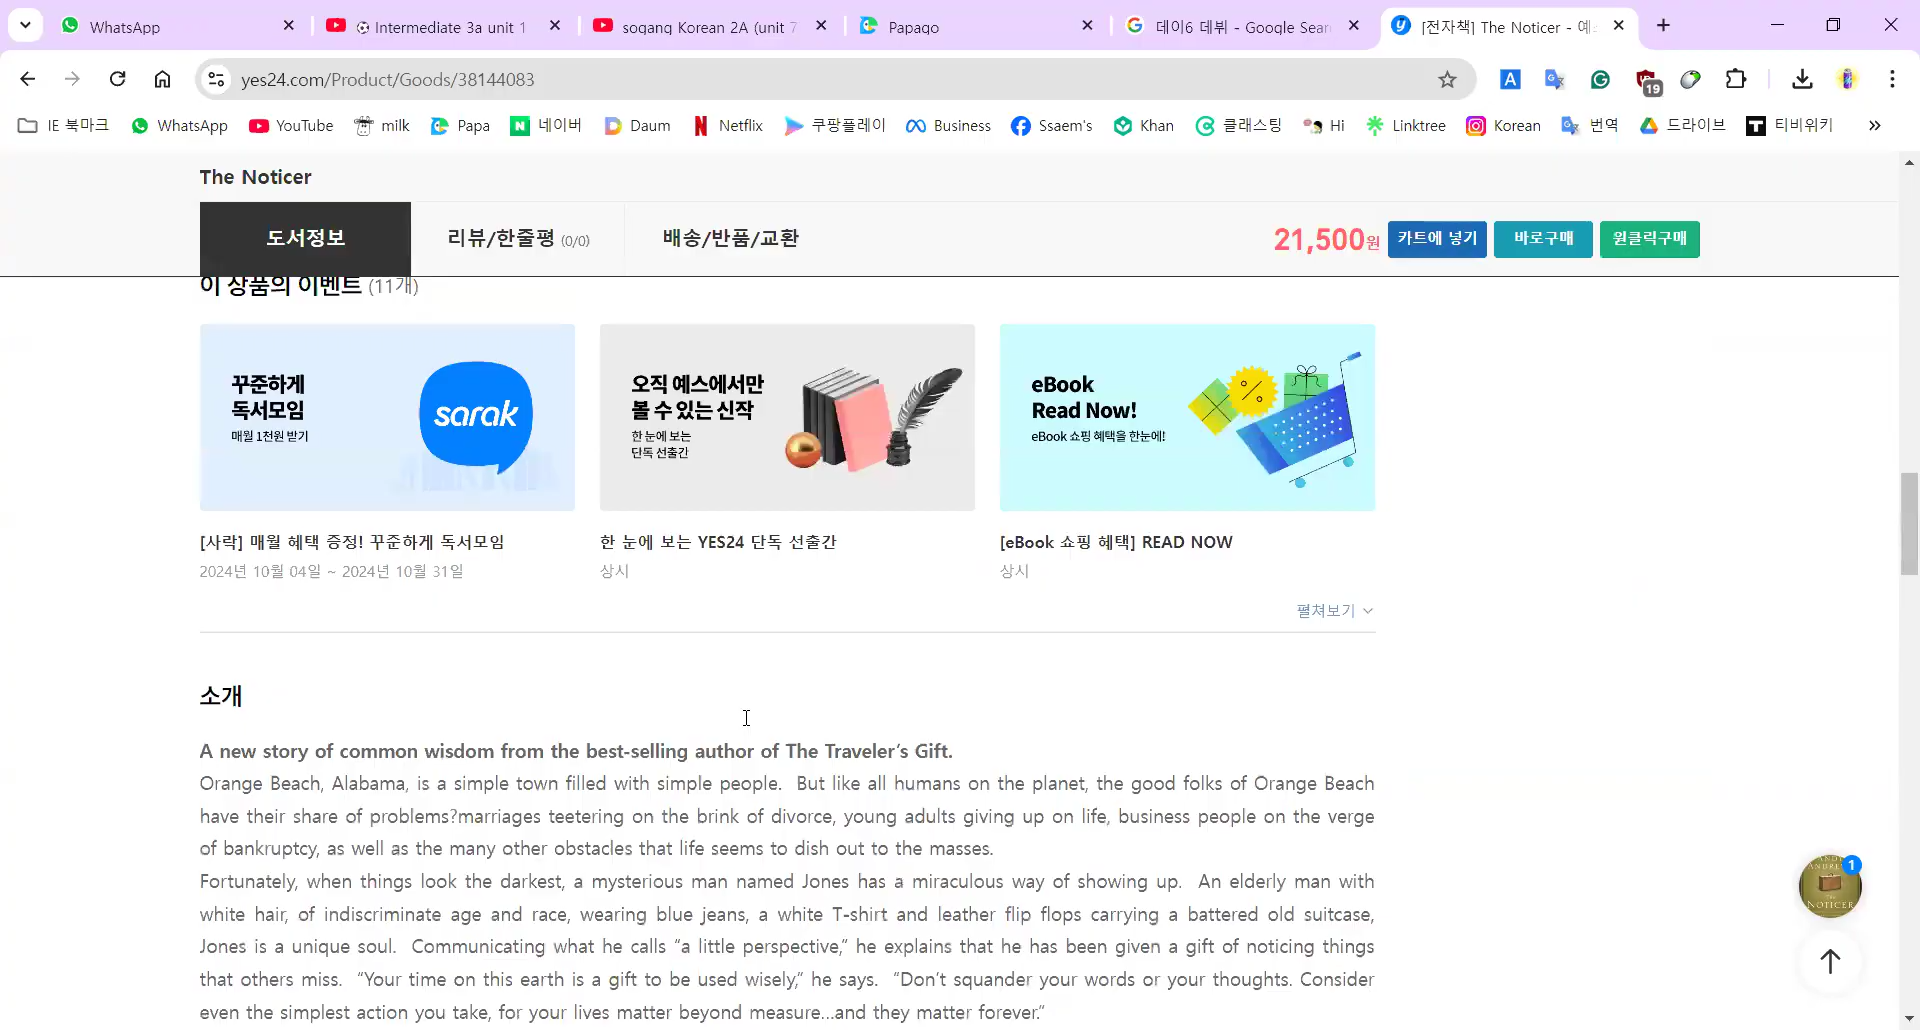 WhatsApp
Intermediate 3a unit 1
sogang Korean 2A (unit 7
Papago
데이6 데뷔 - Google Sear
[전자책] The Noticer - 예스
yes24.com/Product/Goods/38144083
19
IE 북마크
WhatsApp
YouTube
milk
Papa
네이버
Daum
Netflix
쿠팡플레이
Business
Ssaem's
Khan
클래스팅
Hi
Linktree
Korean
번역
드라이브
티비위키
The Noticer
도서정보
리뷰/한줄평 (0/0)
배송/반품/교환
21,500원
카트에 넣기
바로구매
원클릭구매
이 상품의 이벤트 (11개)
꾸준하게
독서모임
매월 1천원 받기
sarak
오직 예스에서만
볼 수 있는 신작
한 눈에 보는
단독 선출간
eBook
Read Now!
eBook 쇼핑 혜택을 한눈에!
[사락] 매월 혜택 증정! 꾸준하게 독서모임
2024년 10월 04일 ~ 2024년 10월 31일
한 눈에 보는 YES24 단독 선출간
상시
[eBook 쇼핑 혜택] READ NOW
상시
펼쳐보기
소개
A new story of common wisdom from the best-selling author of The Traveler's Gift.
Orange Beach, Alabama, is a simple town filled with simple people. But like all humans on the planet, the good folks of Orange Beach
have their share of problems?marriages teetering on the brink of divorce, young adults giving up on life, business people on the verge
of bankruptcy, as well as the many other obstacles that life seems to dish out to the masses.
Fortunately, when things look the darkest, a mysterious man named Jones has a miraculous way of showing up. An elderly man with
white hair, of indiscriminate age and race, wearing blue jeans, a white T-shirt and leather flip flops carrying a battered old suitcase,
Jones is a unique soul. Communicating what he calls “a little perspective,” he explains that he has been given a gift of noticing things
that others miss. “Your time on this earth is a gift to be used wisely,” he says. “Don't squander your words or your thoughts. Consider
even the simplest action you take, for your lives matter beyond measure...and they matter forever.”
1
NOTICER